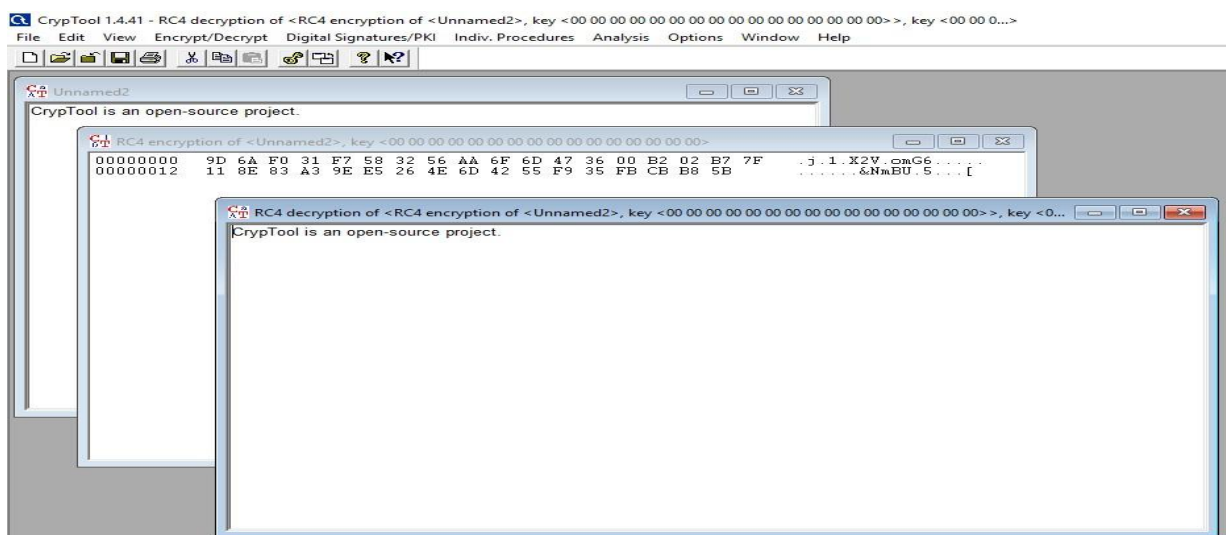 CrypTool 1.4.41 - RC4 decryption of <RC4 encryption of <Unnamed2>, key <00 00 00 00 00 00 00 00 00 00 00 00 00 00 00 00>>, key <00 00 0...>
File Edit View Encrypt/Decrypt Digital Signatures/PKI Indiv. Procedures Analysis Options Window Help
Unnamed2
CrypTool is an open-source project.
RC4 encryption of <Unnamed2>, key <00 00 00 00 00 00 00 00 00 00 00 00 00 00 00 00>
00000000 9D 6A F0 31 F7 58 32 56 AA 6F 6D 47 36 00 B2 02 B7 7F .j.1.X2V.omG6.....
00000012 11 8E 83 A3 9E E5 26 4E 6D 42 55 F9 35 FB CB B8 5B ......&NmBU.5...[
RC4 decryption of <RC4 encryption of <Unnamed2>, key <00 00 00 00 00 00 00 00 00 00 00 00 00 00 00 00>>, key <0...
CrypTool is an open-source project.